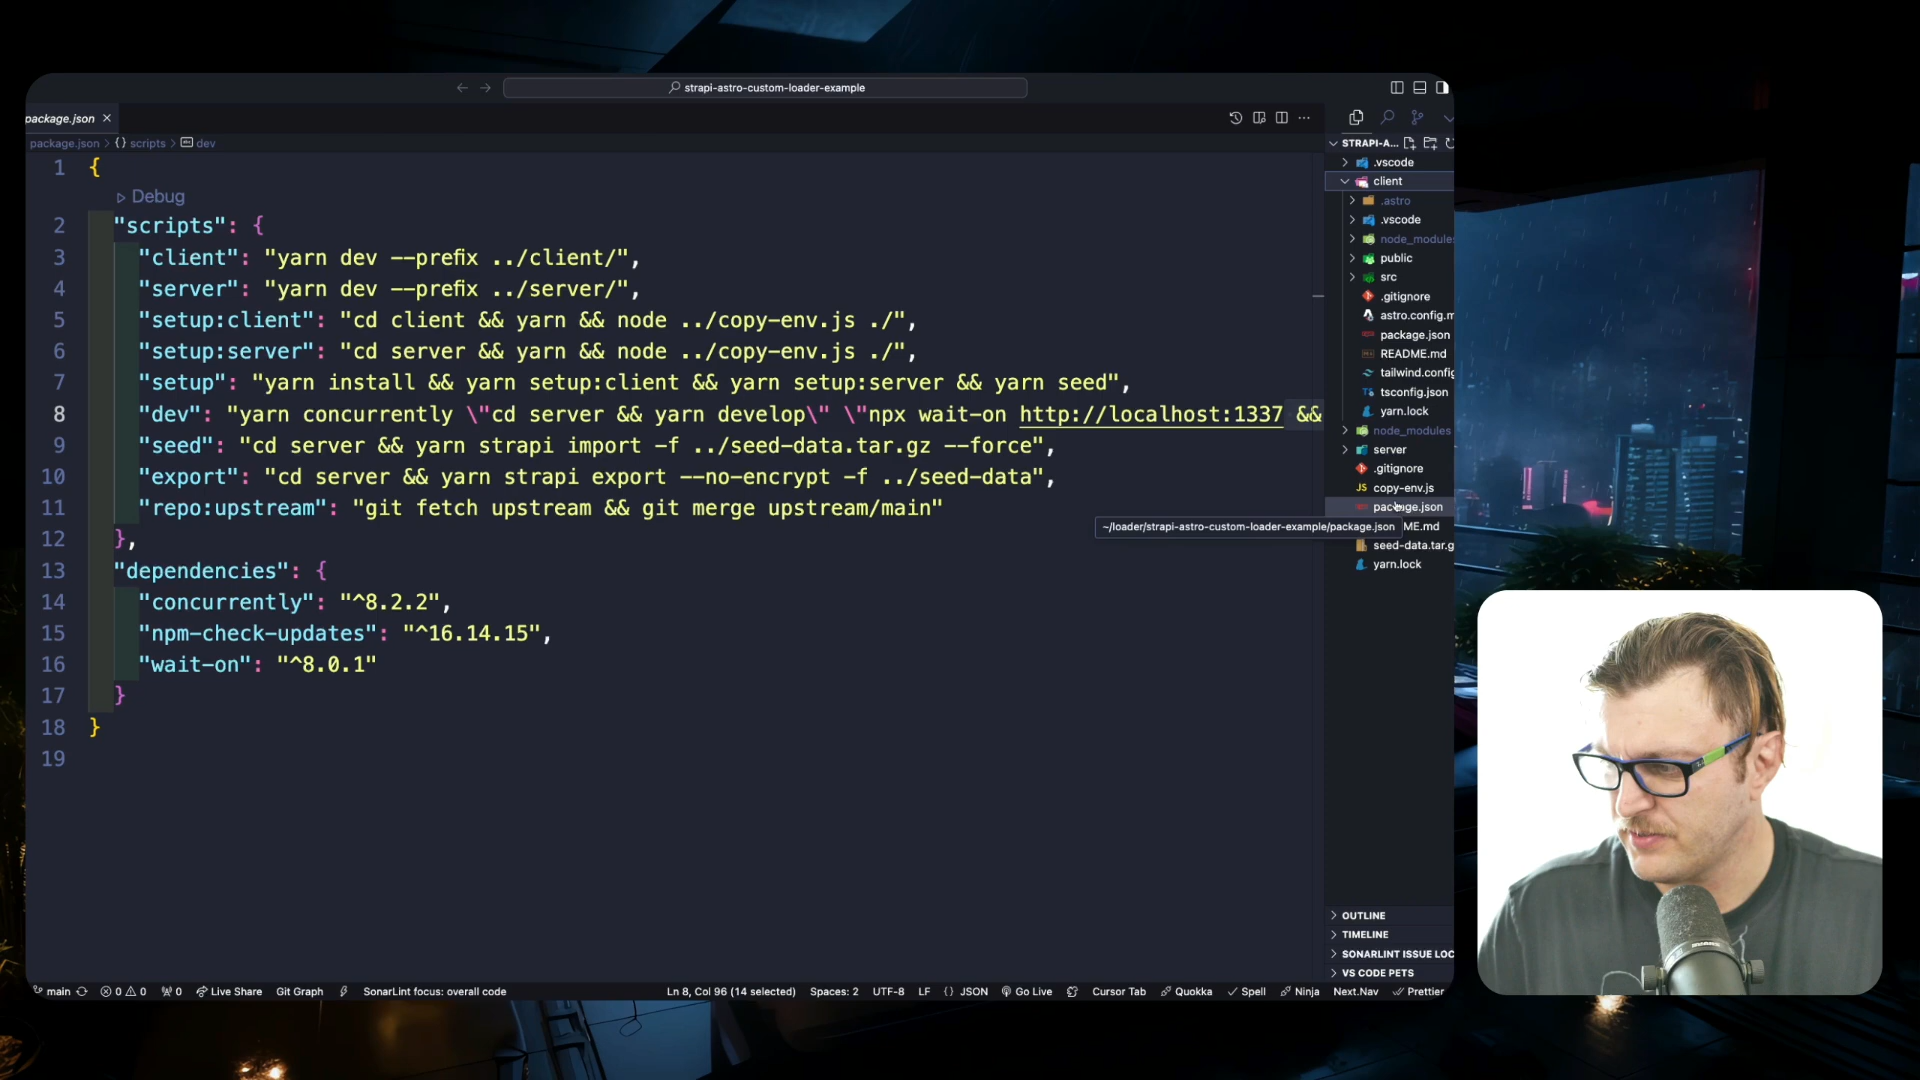 strapi-astro-custom-loader-example
package.json
package.json > {} scripts > dev
1 {
Debug
2 "scripts": {
3 "client": "yarn dev --prefix ../client/",
4 "server": "yarn dev --prefix ../server/",
5 "setup:client": "cd client && yarn && node ../copy-env.js ./",
6 "setup:server": "cd server && yarn && node ../copy-env.js ./",
7 "setup": "yarn install && yarn setup:client && yarn setup:server && yarn seed",
8 "dev": "yarn concurrently \"cd server && yarn develop\" \"npx wait-on http://localhost:1337 &&
9 "seed": "cd server && yarn strapi import -f ../seed-data.tar.gz --force",
10 "export": "cd server && yarn strapi export --no-encrypt -f ../seed-data",
11 "repo:upstream": "git fetch upstream && git merge upstream/main"
12 },
13 "dependencies": {
14 "concurrently": "^8.2.2",
15 "npm-check-updates": "^16.14.15",
16 "wait-on": "^8.0.1"
17 }
18 }
19
STRAPI-A...
.vscode
client
.astro
.vscode
node_modules
public
src
.gitignore
astro.config.m
package.json
README.md
tailwind.config
tsconfig.json
yarn.lock
node_modules
server
.gitignore
JS copy-env.js
package.json
~/loader/strapi-astro-custom-loader-example/package.json
ME.md
seed-data.tar.g
yarn.lock
OUTLINE
TIMELINE
SONARLINT ISSUE LOC
VS CODE PETS
main 0 0 0 Live Share Git Graph SonarLint focus: overall code Ln 8, Col 96 (14 selected) Spaces: 2 UTF-8 LF {} JSON Go Live Cursor Tab Quokka Spell Ninja Next.Nav Prettier